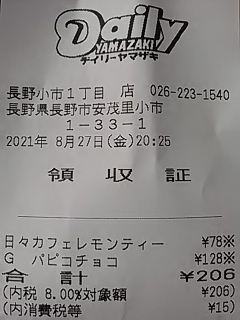 Daily
YAMAZAKI
デイリーヤマザキ
長野小市1丁目 店 026-223-1540
長野県長野市安茂里小市
1-33-1
2021年 8月27日(金)20:25
領収証
日々カフェレモンティー ¥78※
G パピコチョコ ¥128※
合計 ¥206
(内税 8.00%対象額 ¥206)
(内消費税等 ¥15)